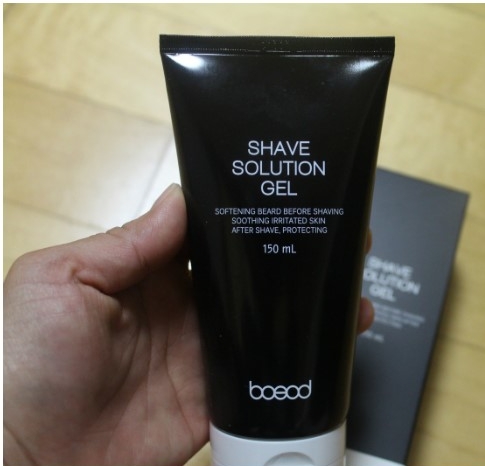 SHAVE
SOLUTION
GEL
SOFTENING BEARD BEFORE SHAVING
SOOTHING IRRITATED SKIN
AFTER SHAVE, PROTECTING
150 mL
boeod
SHAVE
SOLUTION
GEL